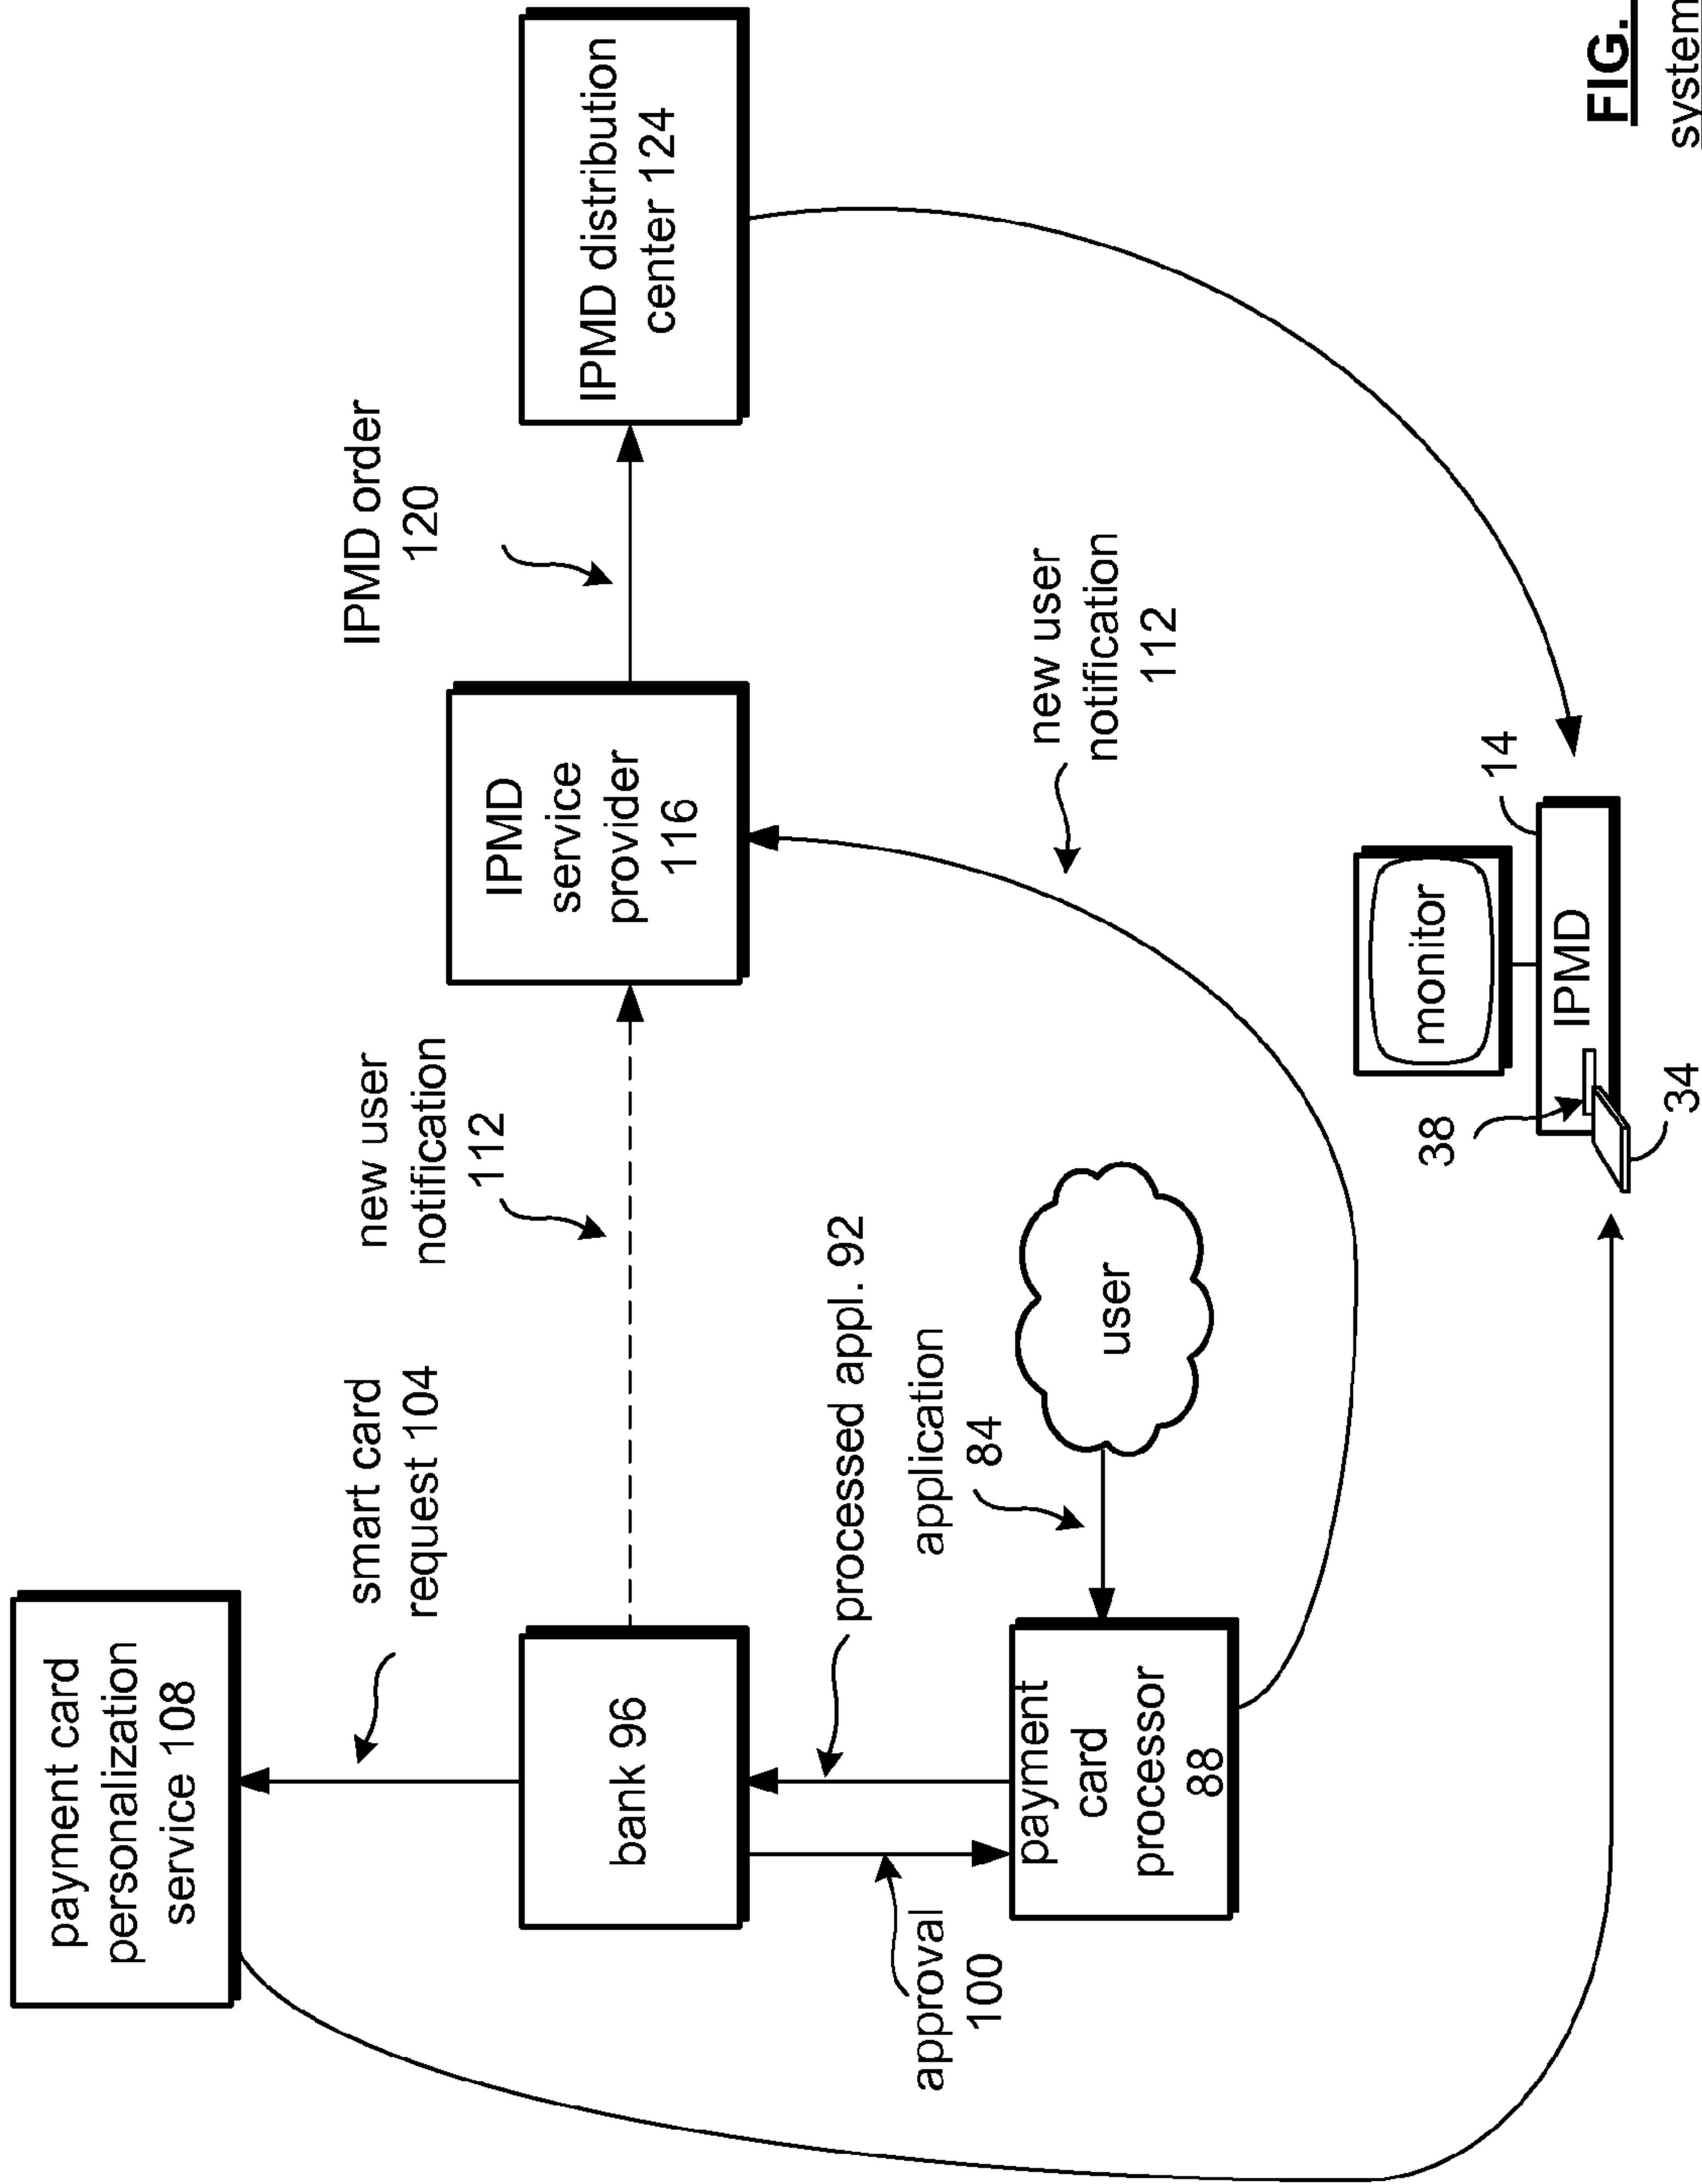 payment card
personalization
service 108
smart card
request 104
new user
notification
112
IPMD order
120
bank 96
IPMD
service
provider
116
IPMD distribution
center 124
approval
100
processed appl. 92
payment
card
processor
88
application
84
user
new user
notification
112
monitor
14
IPMD
38
34
FIG.
system